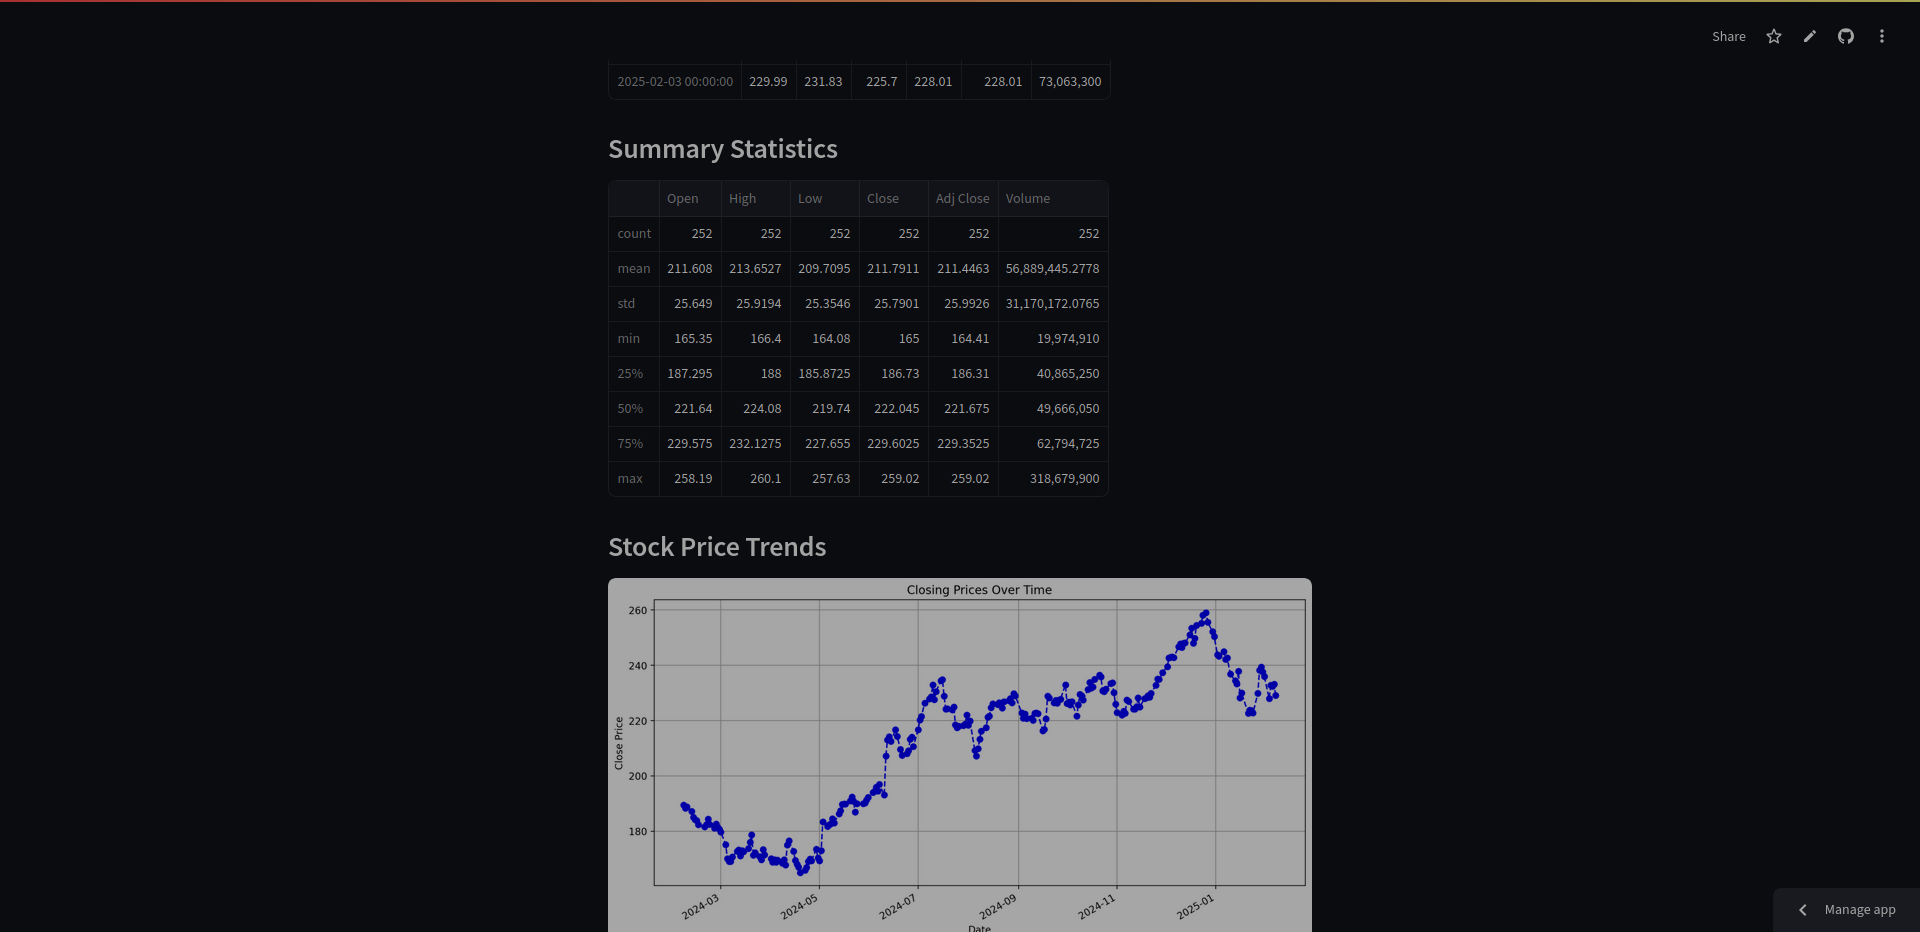 Share
2025-02-03 00:00:00 229.99 231.83 225.7 228.01 228.01 73,063,300
Summary Statistics
Open High Low Close Adj Close Volume
count 252 252 252 252 252 252
mean 211.608 213.6527 209.7095 211.7911 211.4463 56,889,445.2778
std 25.649 25.9194 25.3546 25.7901 25.9926 31,170,172.0765
min 165.35 166.4 164.08 165 164.41 19,974,910
25% 187.295 188 185.8725 186.73 186.31 40,865,250
50% 221.64 224.08 219.74 222.045 221.675 49,666,050
75% 229.575 232.1275 227.655 229.6025 229.3525 62,794,725
max 258.19 260.1 257.63 259.02 259.02 318,679,900
Stock Price Trends
Closing Prices Over Time
260
240
220
200
180
Close Price
2024-03 2024-05 2024-07 2024-09 2024-11 2025-01
Date
Manage app